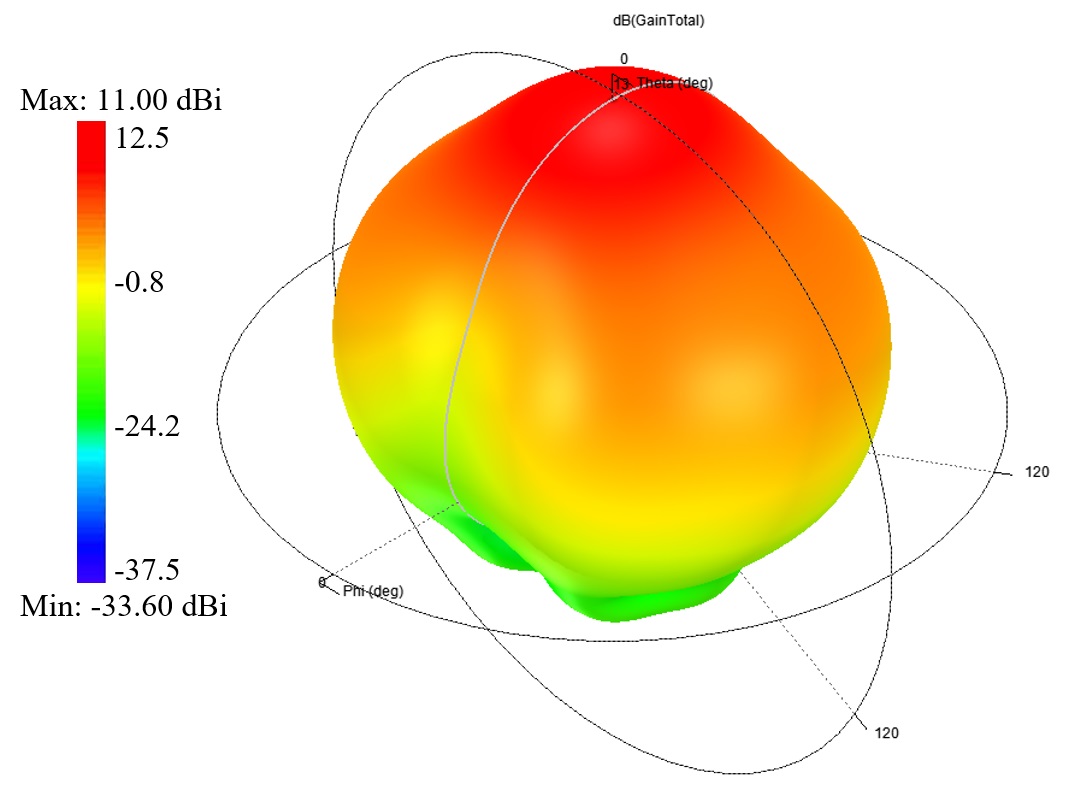 dB(GainTotal)
0
Max: 11.00 dBi
13 Theta (deg)
12.5
-0.8
-24.2
120
-37.5
0 Phi (deg)
Min: -33.60 dBi
120